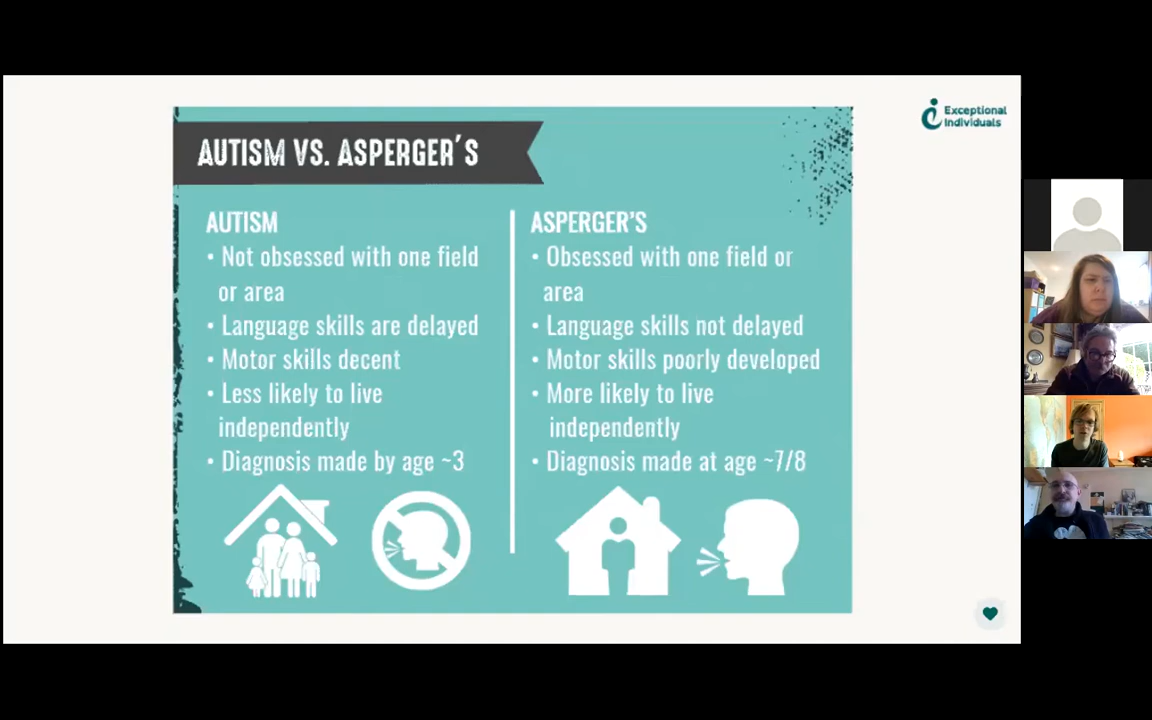 Exceptional
Individuals
AUTISM VS. ASPERGER´S
AUTISM
• Not obsessed with one field
or area
• Language skills are delayed
• Motor skills decent
• Less likely to live
independently
• Diagnosis made by age ~3
ASPERGER'S
• Obsessed with one field or
area
• Language skills not delayed
• Motor skills poorly developed
• More likely to live
independently
• Diagnosis made at age ~7/8